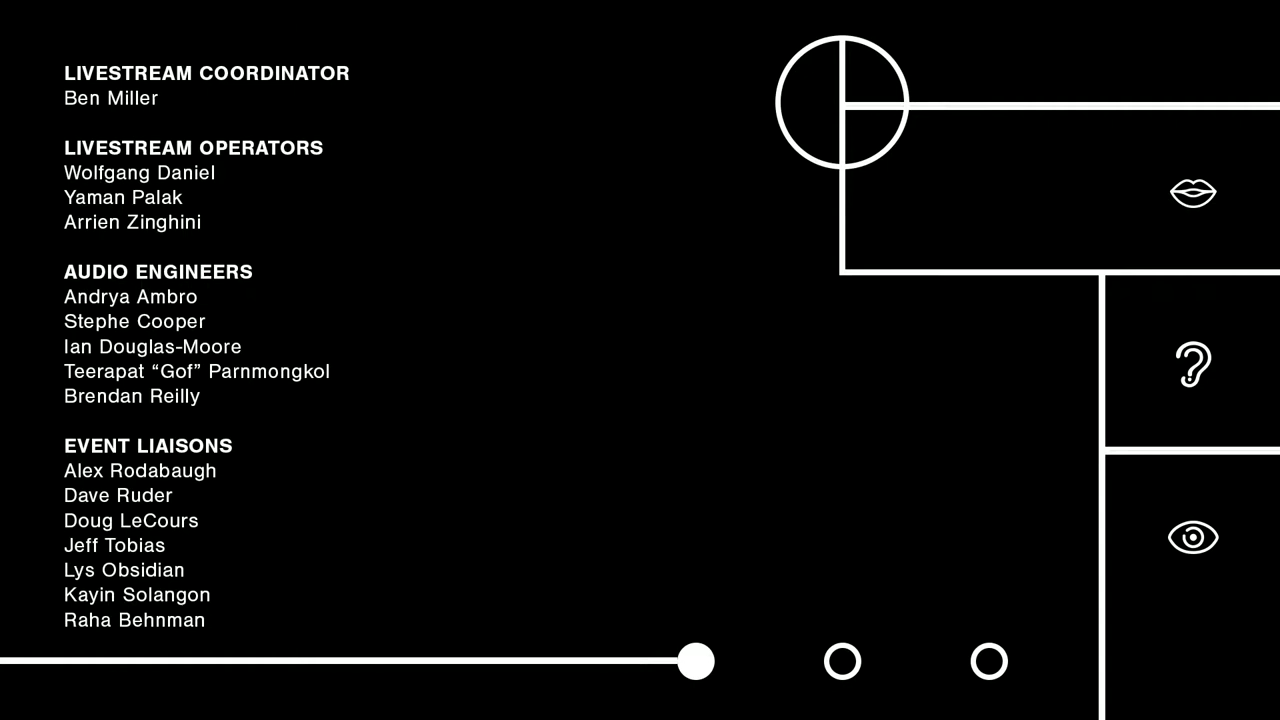 LIVESTREAM COORDINATOR
Ben Miller
LIVESTREAM OPERATORS
Wolfgang Daniel
Yaman Palak
Arrien Zinghini
AUDIO ENGINEERS
Andrya Ambro
Stephe Cooper
Ian Douglas-Moore
Teerapat “Gof” Parnmongkol
Brendan Reilly
EVENT LIAISONS
Alex Rodabaugh
Dave Ruder
Doug LeCours
Jeff Tobias
Lys Obsidian
Kayin Solangon
Raha Behnman